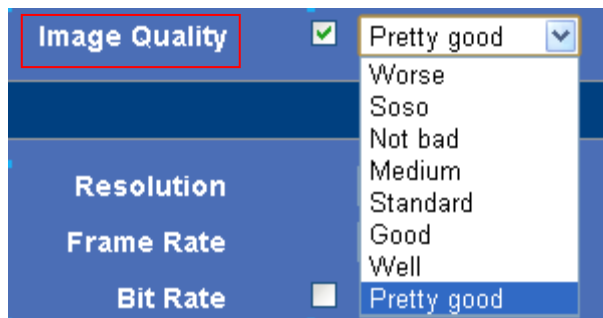 Image Quality Pretty good
Worse
Soso
Not bad
Medium
Resolution
Standard
Frame Rate
Good
Well
Bit Rate
Pretty good